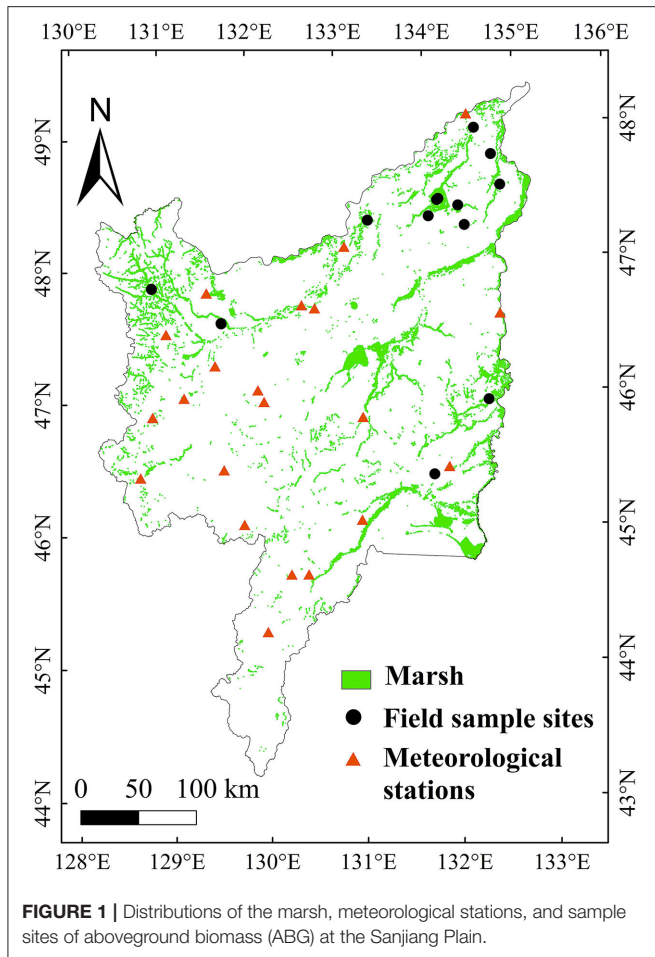 130°E 131°E 132°E 133°E 134°E 135°E 136°E
N
49°N
48°N
47°N
46°N
45°N
44°N
48°N
47°N
46°N
45°N
44°N
43°N
Marsh
Field sample sites
Meteorological
stations
0 50 100 km
128°E 129°E 130°E 131°E 132°E 133°E
FIGURE 1 | Distributions of the marsh, meteorological stations, and sample
sites of aboveground biomass (ABG) at the Sanjiang Plain.